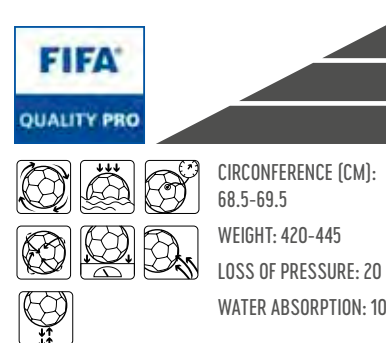 FIFA®
QUALITY PRO
CIRCONFERENCE (CM):
68.5-69.5
WEIGHT: 420-445
LOSS OF PRESSURE: 20
WATER ABSORPTION: 10